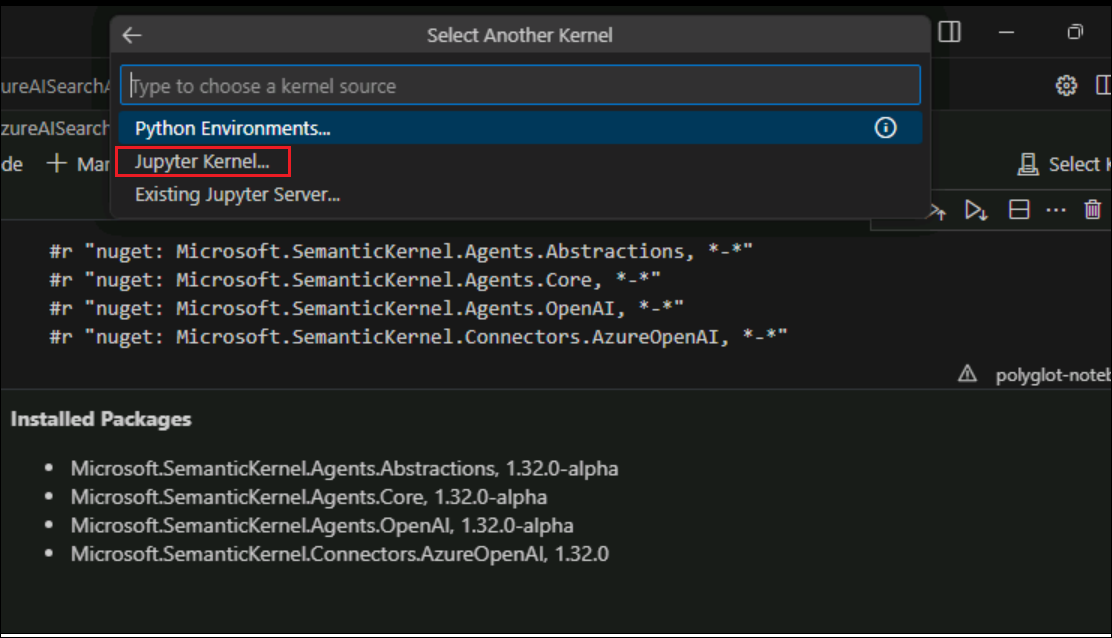 Select Another Kernel
Type to choose a kernel source
ureAISearchA
Python Environments...
zureAISearch
Jupyter Kernel...
de + Mar
Select K
Existing Jupyter Server...
#r "nuget: Microsoft.SemanticKernel.Agents.Abstractions, *-*"
#r "nuget: Microsoft.SemanticKernel.Agents.Core, *-*"
#r "nuget: Microsoft.SemanticKernel.Agents.OpenAI, *-*"
#r "nuget: Microsoft.SemanticKernel.Connectors.AzureOpenAI, *-*"
polyglot-noteb
Installed Packages
• Microsoft.SemanticKernel.Agents.Abstractions, 1.32.0-alpha
• Microsoft.SemanticKernel.Agents.Core, 1.32.0-alpha
• Microsoft.SemanticKernel.Agents.OpenAI, 1.32.0-alpha
• Microsoft.SemanticKernel.Connectors.AzureOpenAI, 1.32.0